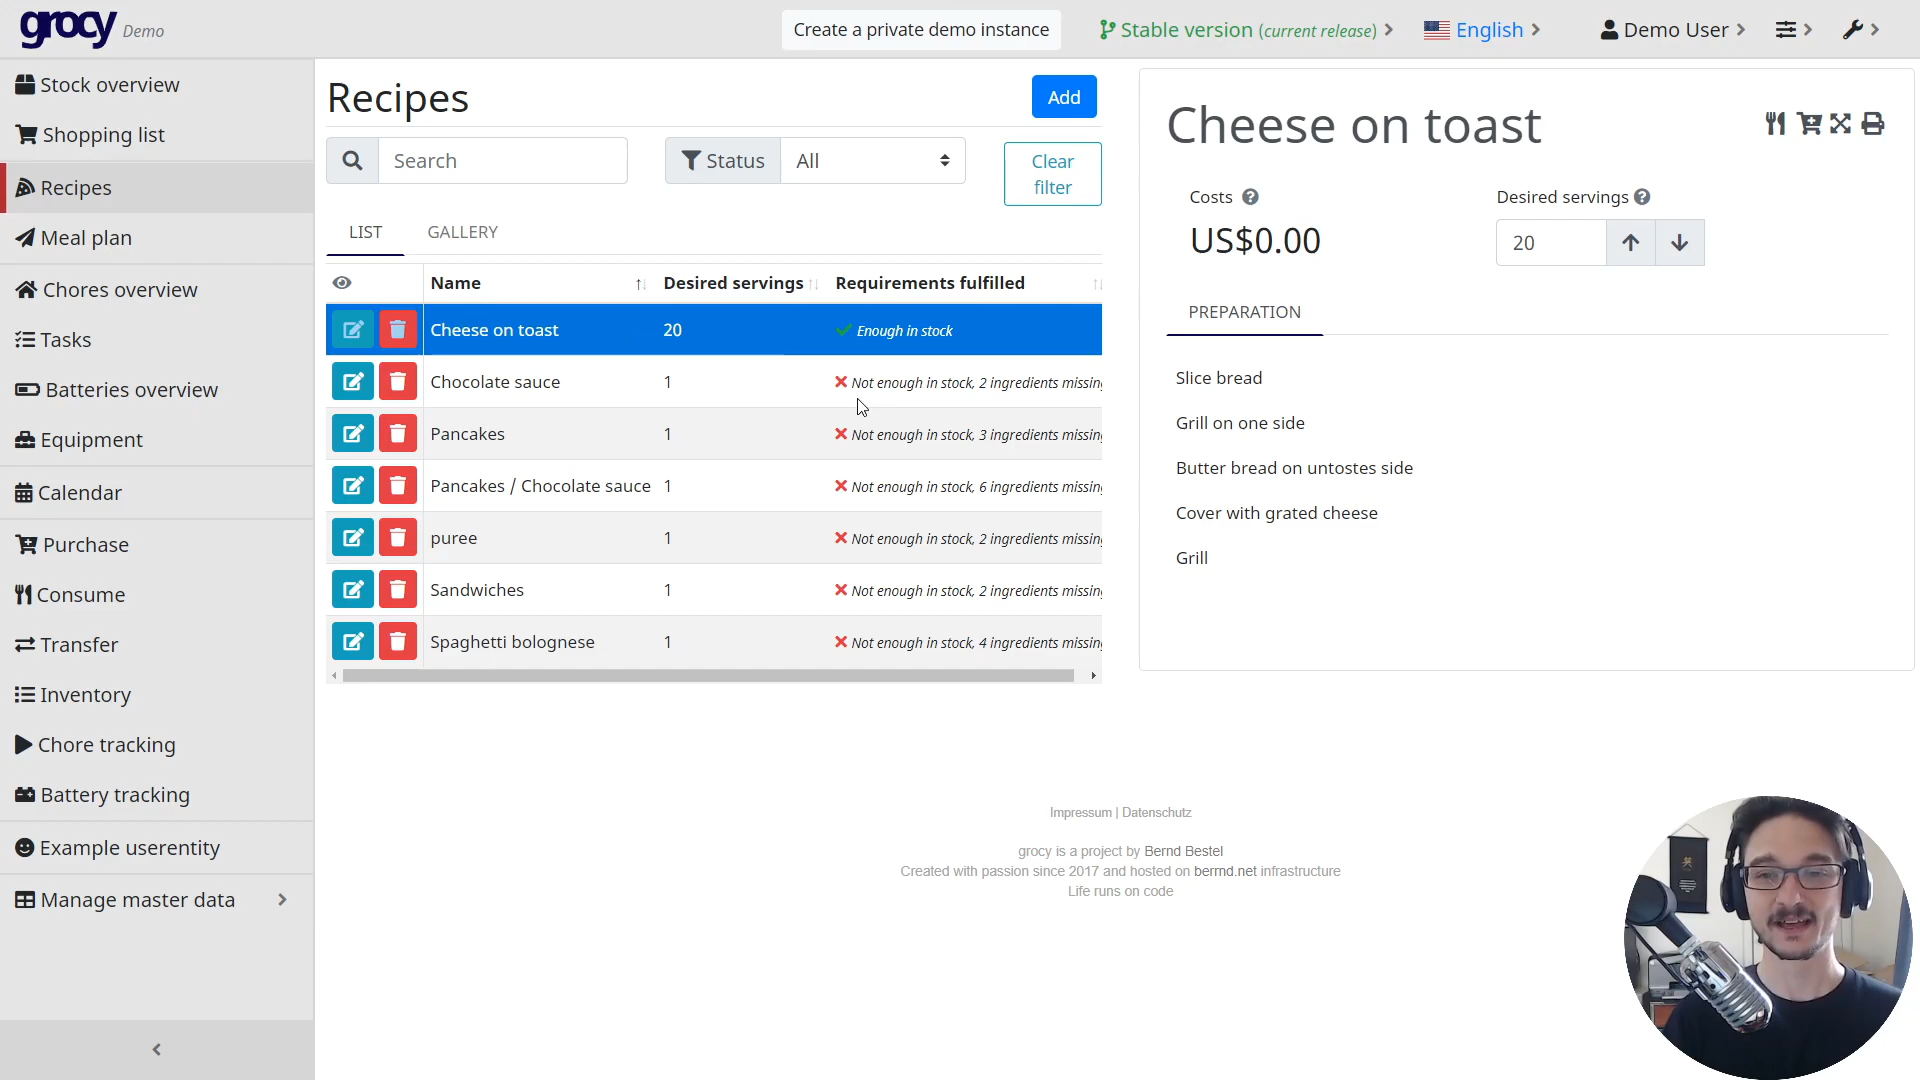 grocy Demo
Create a private demo instance
Stable version (current release)
English
Demo User
Stock overview
Shopping list
Recipes
Meal plan
Chores overview
Tasks
Batteries overview
Equipment
Calendar
Purchase
Consume
Transfer
Inventory
Chore tracking
Battery tracking
Example userentity
Manage master data
Recipes
Add
Search
Status
All
Clear
filter
LIST GALLERY
Name Desired servings Requirements fulfilled
Cheese on toast 20 Enough in stock
Chocolate sauce 1 Not enough in stock, 2 ingredients missing
Pancakes 1 Not enough in stock, 3 ingredients missing
Pancakes / Chocolate sauce 1 Not enough in stock, 6 ingredients missing
puree 1 Not enough in stock, 2 ingredients missing
Sandwiches 1 Not enough in stock, 2 ingredients missing
Spaghetti bolognese 1 Not enough in stock, 4 ingredients missing
Cheese on toast
Costs
US$0.00
Desired servings
20
PREPARATION
Slice bread
Grill on one side
Butter bread on untostes side
Cover with grated cheese
Grill
Impressum | Datenschutz
grocy is a project by Bernd Bestel
Created with passion since 2017 and hosted on berrnd.net infrastructure
Life runs on code